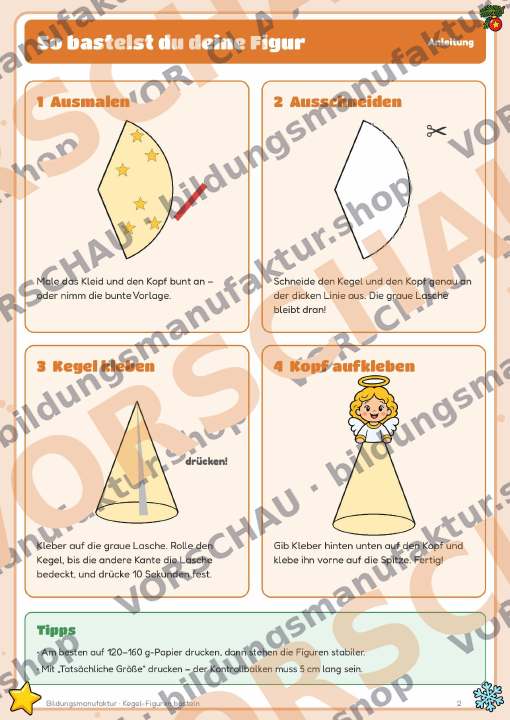 So bastelst du deine Figur
Anleitung
1 Ausmalen
Male das Kleid und den Kopf bunt an –
oder nimm die bunte Vorlage.
2 Ausschneiden
Schneide den Kegel und den Kopf genau an
der dicken Linie aus. Die graue Lasche
bleibt dran!
3 Kegel kleben
drücken!
Kleber auf die graue Lasche. Rolle den
Kegel, bis die andere Kante die Lasche
bedeckt, und drücke 10 Sekunden fest.
4 Kopf aufkleben
Gib Kleber hinten unten auf den Kopf und
klebe ihn vorne auf die Spitze. Fertig!
Tipps
· Am besten auf 120–160 g-Papier drucken, dann stehen die Figuren stabiler.
· Mit „Tatsächliche Größe" drucken – der Kontrollbalken muss 5 cm lang sein.
Bildungsmanufaktur · Kegel-Figuren basteln
2
VORSCHAU · bildungsmanufaktur.shop
VORSCHAU